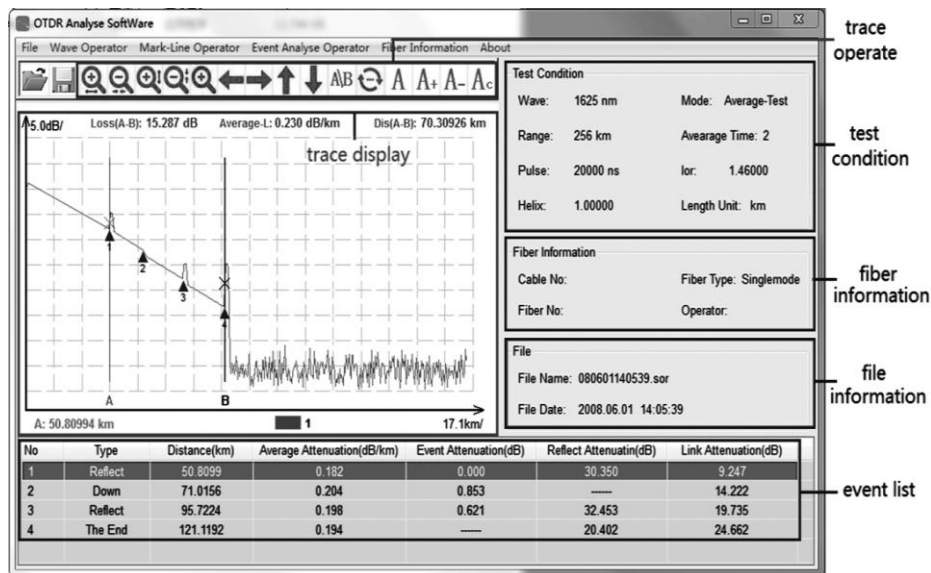 OTDR Analyse SoftWare
File Wave Operator Mark-Line Operator Event Analyse Operator Fiber Information About
trace
operate
A\B A A+ A- Ac
5.0dB/ Loss(A-B): 15.287 dB Average-L: 0.230 dB/km Dis(A-B): 70.30926 km
trace display
1
2
3
4
A B
A: 50.80994 km 1 17.1km/
Test Condition
Wave: 1625 nm Mode: Average-Test
Range: 256 km Avearage Time: 2
Pulse: 20000 ns Ior: 1.46000
Helix: 1.00000 Length Unit: km
test
condition
Fiber Information
Cable No: Fiber Type: Singlemode
Fiber No: Operator:
fiber
information
File
File Name: 080601140539.sor
File Date: 2008.06.01 14:05:39
file
information
No Type Distance(km) Average Attenuation(dB/km) Event Attenuation(dB) Reflect Attenuatin(dB) Link Attenuation(dB)
1 Reflect 50.8099 0.182 0.000 30.350 9.247
2 Down 71.0156 0.204 0.853 ------ 14.222
3 Reflect 95.7224 0.198 0.621 32.453 19.735
4 The End 121.1192 0.194 ------ 20.402 24.662
event list